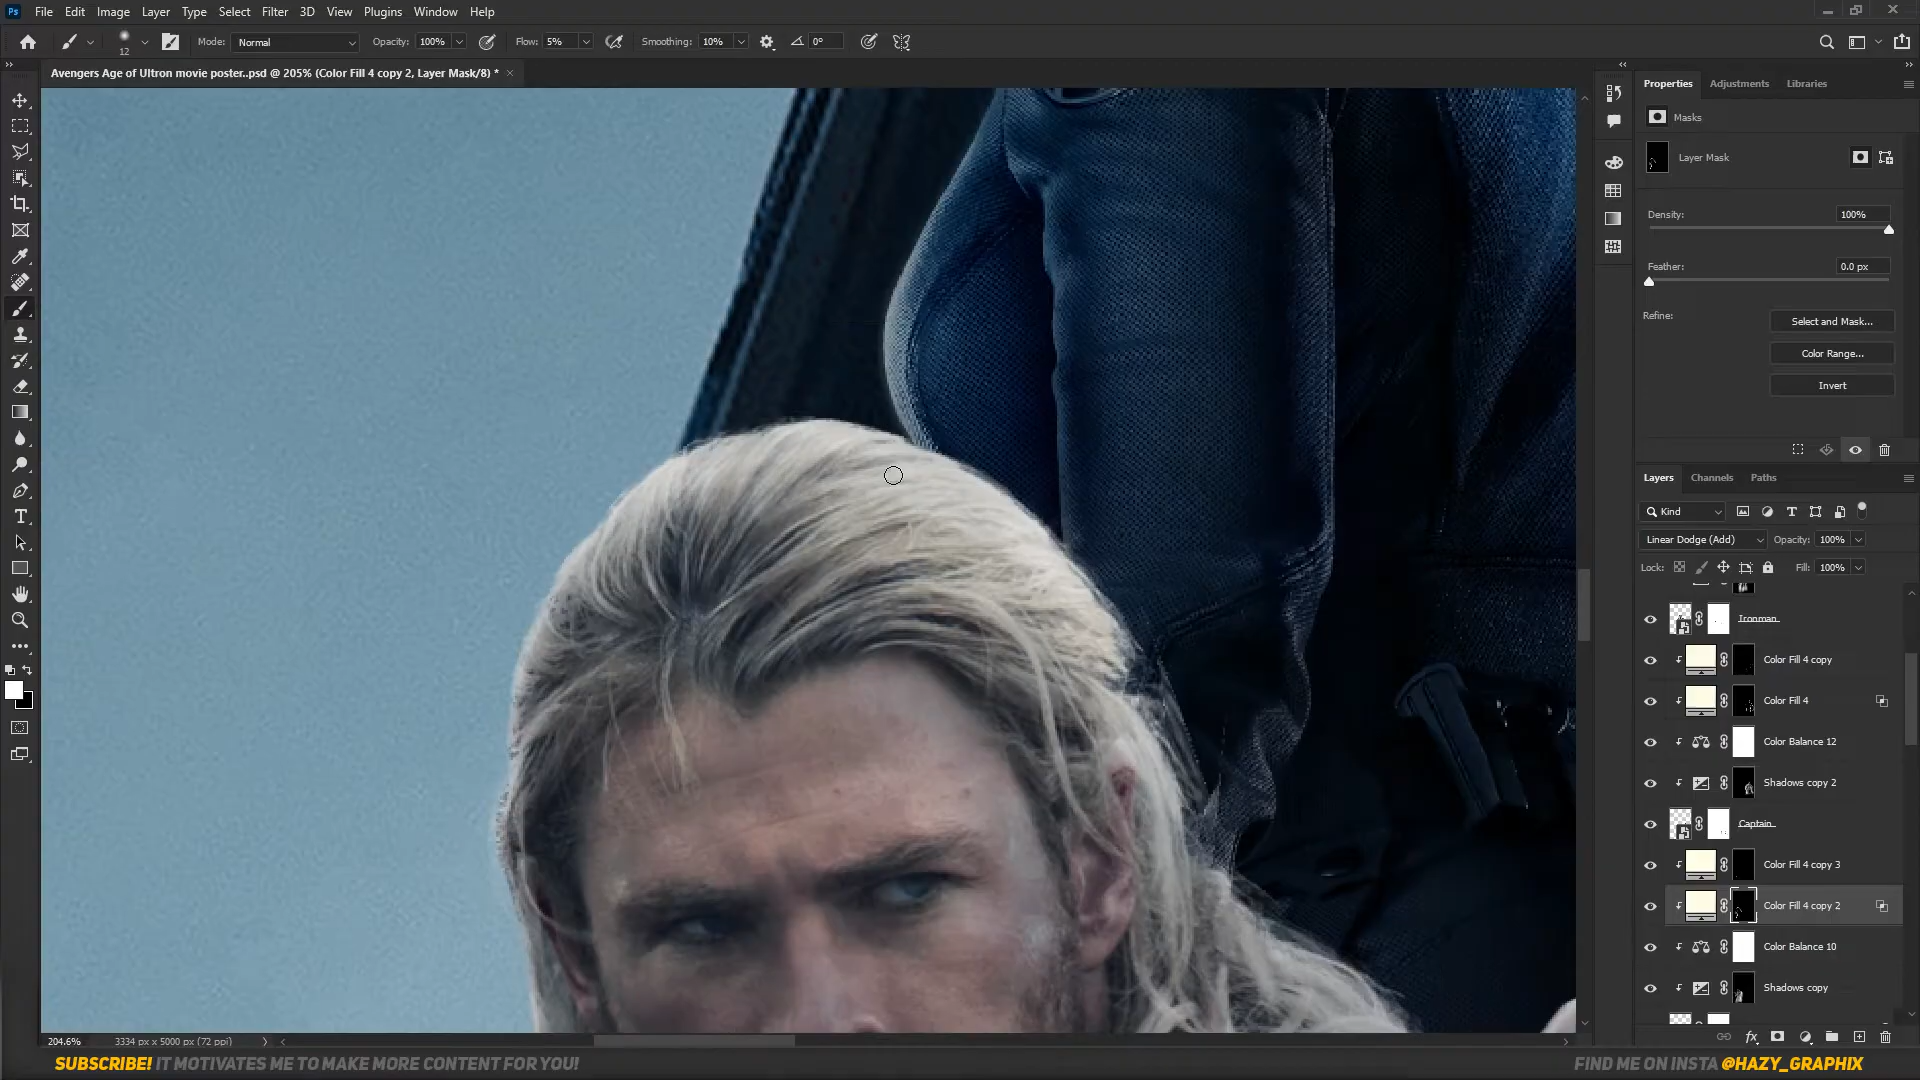 Ps File Edit Image Layer Type Select Filter 3D View Plugins Window Help
12 Mode: Normal Opacity: 100% Flow: 5% Smoothing: 10% 0°
Avengers Age of Ultron movie poster..psd @ 205% (Color Fill 4 copy 2, Layer Mask/8) *
Properties Adjustments Libraries
Masks
Layer Mask
Density: 100%
Feather: 0.0 px
Refine:
Select and Mask...
Color Range...
Invert
Layers Channels Paths
Kind
Linear Dodge (Add) Opacity: 100%
Lock: Fill: 100%
Ironman
Color Fill 4 copy
Color Fill 4
Color Balance 12
Shadows copy 2
Captain
Color Fill 4 copy 3
Color Fill 4 copy 2
Color Balance 10
Shadows copy
204.6% 3334 px x 5000 px (72 ppi)
SUBSCRIBE! IT MOTIVATES ME TO MAKE MORE CONTENT FOR YOU!
FIND ME ON INSTA @HAZY_GRAPHIX